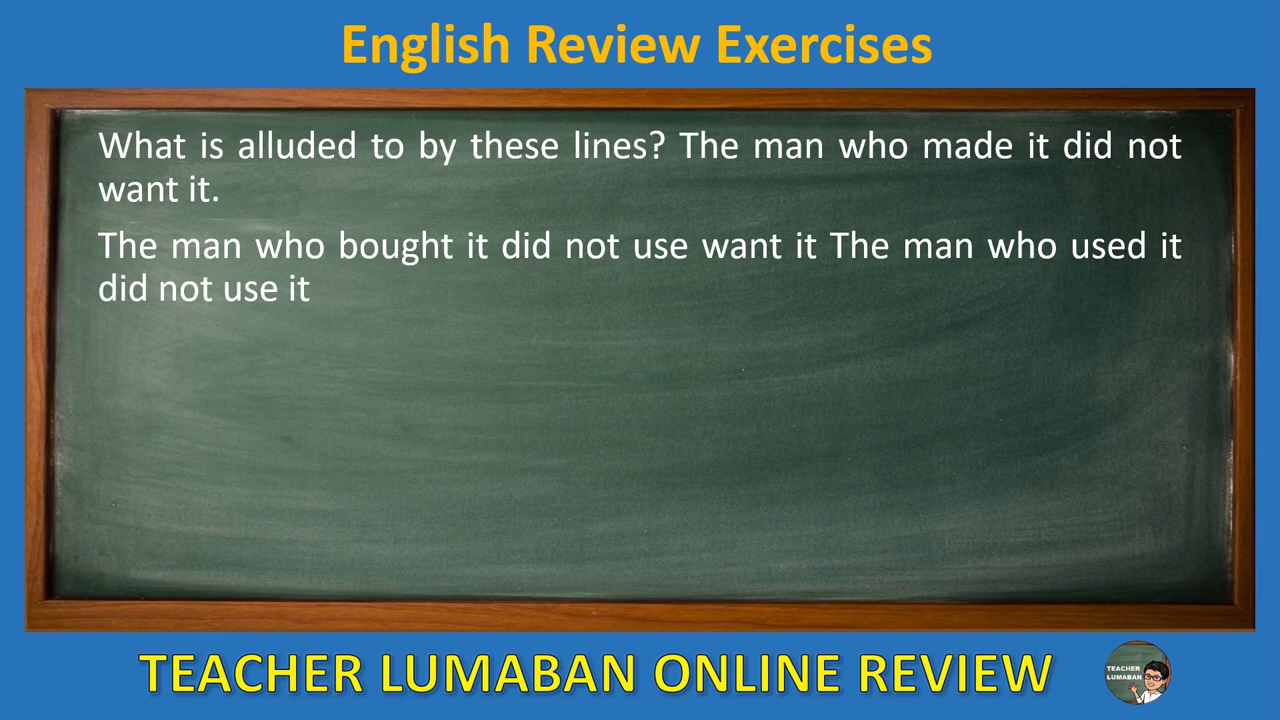 English Review Exercises
What is alluded to by these lines? The man who made it did not
want it.
The man who bought it did not use want it The man who used it
did not use it
TEACHER LUMABAN ONLINE REVIEW
TEACHER
LUMABAN